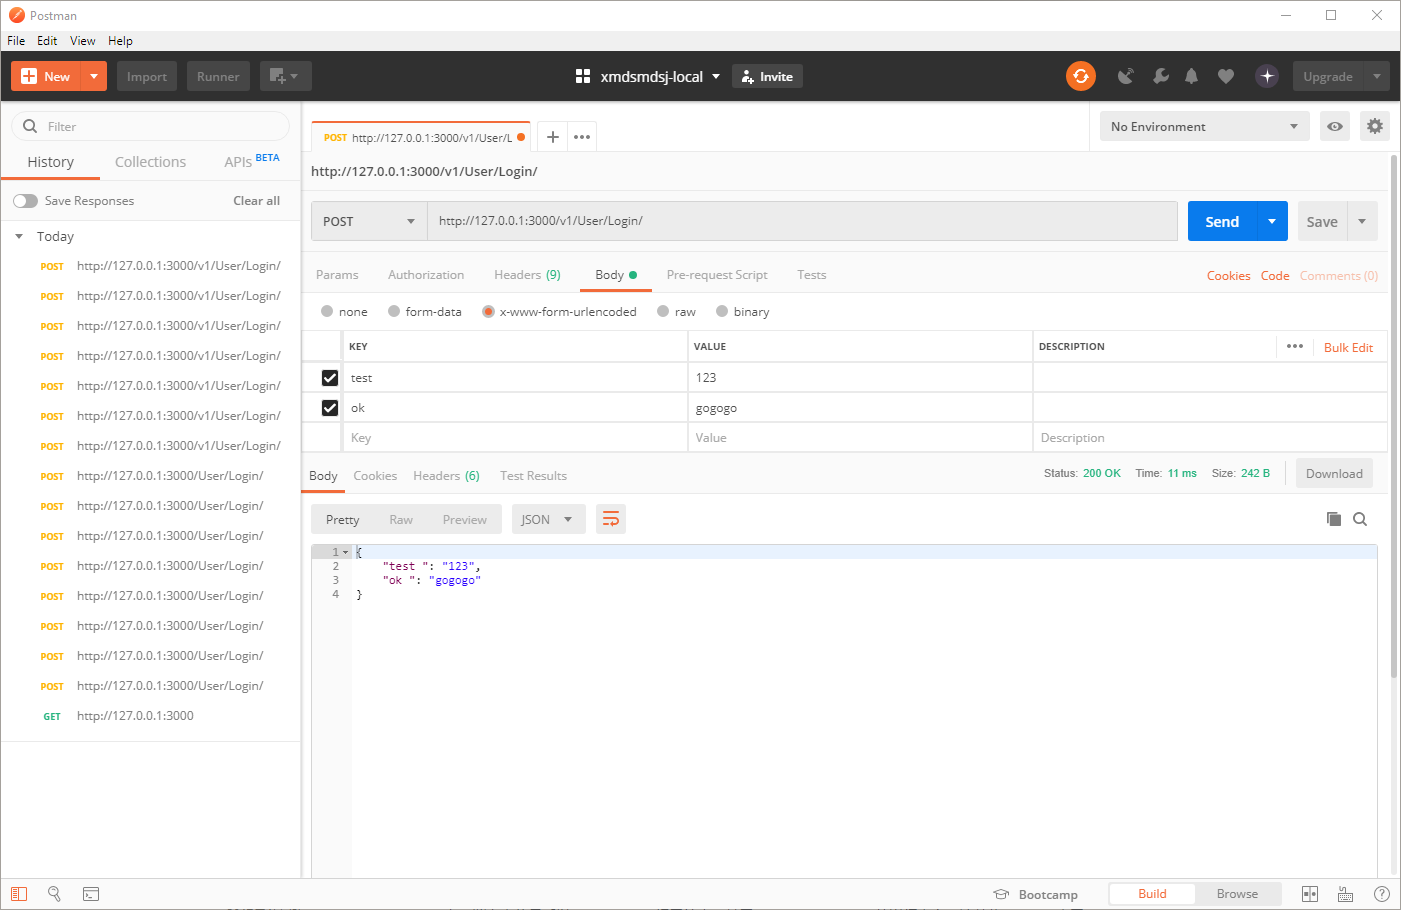 Postman
File Edit View Help
New Import Runner xmdsmdsj-local Invite Upgrade
Filter
History Collections APIs BETA
Save Responses Clear all
Today
POST http://127.0.0.1:3000/v1/User/Login/
POST http://127.0.0.1:3000/v1/User/Login/
POST http://127.0.0.1:3000/v1/User/Login/
POST http://127.0.0.1:3000/v1/User/Login/
POST http://127.0.0.1:3000/v1/User/Login/
POST http://127.0.0.1:3000/v1/User/Login/
POST http://127.0.0.1:3000/v1/User/Login/
POST http://127.0.0.1:3000/User/Login/
POST http://127.0.0.1:3000/User/Login/
POST http://127.0.0.1:3000/User/Login/
POST http://127.0.0.1:3000/User/Login/
POST http://127.0.0.1:3000/User/Login/
POST http://127.0.0.1:3000/User/Login/
POST http://127.0.0.1:3000/User/Login/
POST http://127.0.0.1:3000/User/Login/
GET http://127.0.0.1:3000
POST http://127.0.0.1:3000/v1/User/L
No Environment
http://127.0.0.1:3000/v1/User/Login/
POST http://127.0.0.1:3000/v1/User/Login/ Send Save
Params Authorization Headers (9) Body Pre-request Script Tests Cookies Code Comments (0)
none form-data x-www-form-urlencoded raw binary
KEY VALUE DESCRIPTION ••• Bulk Edit
test 123
ok gogogo
Key Value Description
Body Cookies Headers (6) Test Results Status: 200 OK Time: 11 ms Size: 242 B Download
Pretty Raw Preview JSON
1 {
2 "test ": "123",
3 "ok ": "gogogo"
4 }
Bootcamp Build Browse